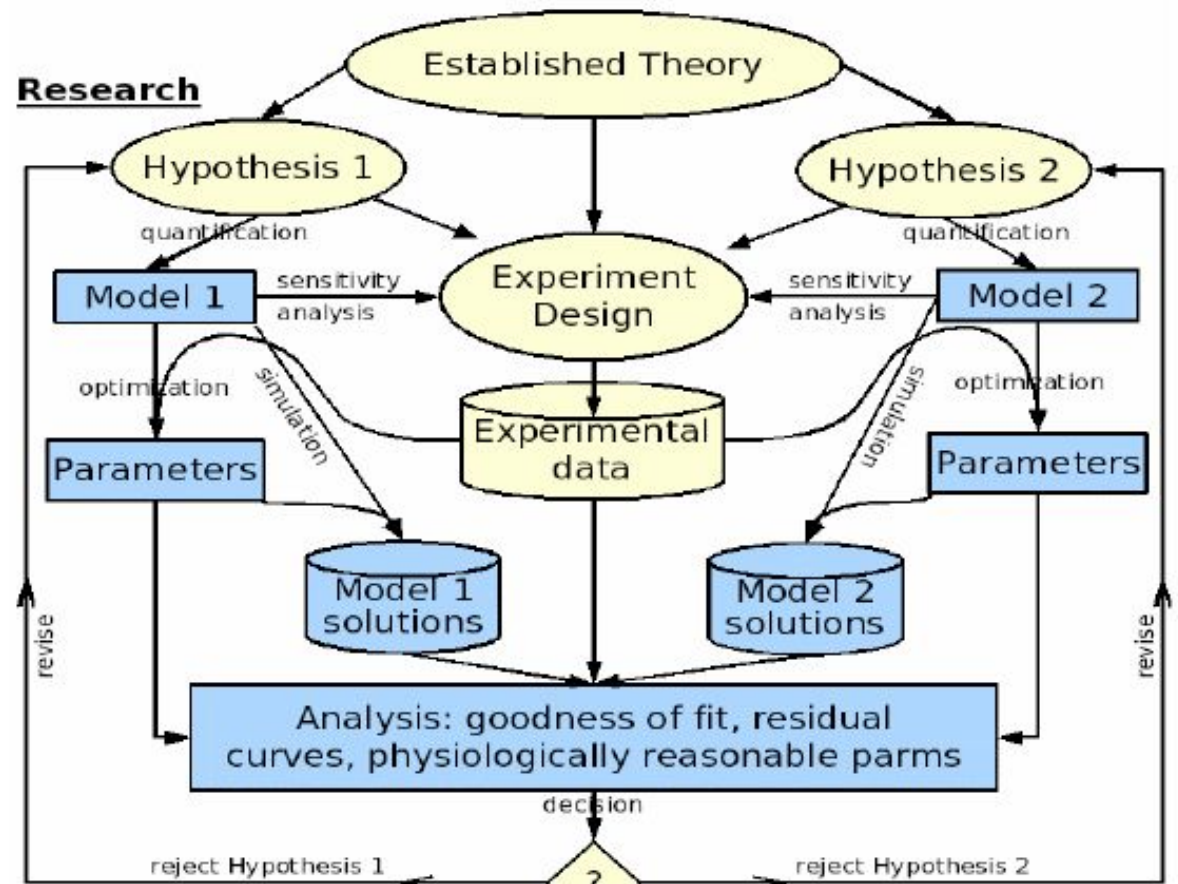 Established Theory
Research
Hypothesis 1
Hypothesis 2
quantification
quantification
Experiment
Design
Model 1
sensitivity
analysis
sensitivity
analysis
Model 2
optimization
simulation
simulation
optimization
Experimental
data
Parameters
Parameters
Model 1
solutions
Model 2
solutions
revise
revise
Analysis: goodness of fit, residual
curves, physiologically reasonable parms
decision
reject Hypothesis 1
reject Hypothesis 2
?